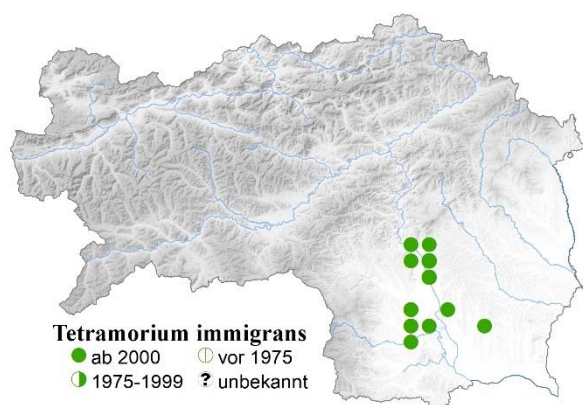 Tetramorium immigrans
ab 2000 vor 1975
1975-1999 ? unbekannt